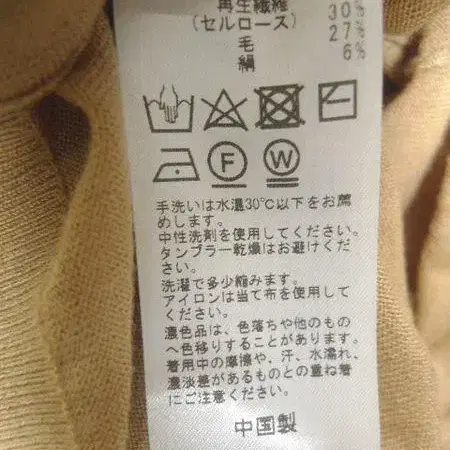 再生繊維 30%
(セルロース) 27%
毛 6%
絹
F W
手洗いは水温30℃以下をお薦
めします。
中性洗剤を使用してください。
タンブラー乾燥はお避けくだ
さい。
洗濯で多少縮みます。
アイロンは当て布を使用して
ください。
濃色品は、色落ちや他のもの
へ色移りすることがあります。
着用中の摩擦や、汗、水濡れ、
濃淡差があるものとの重ね着
にご注意ください。
中国製